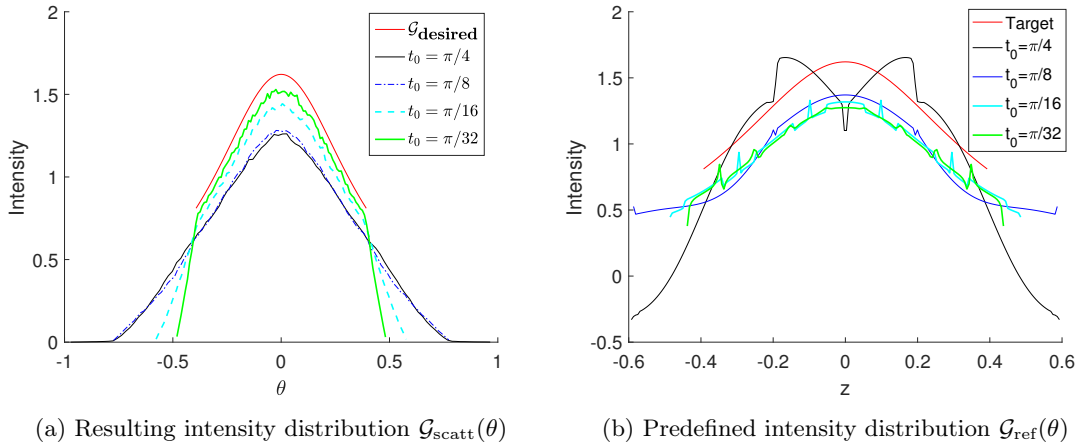 𝒢desired
t₀ = π/4
t₀ = π/8
t₀ = π/16
t₀ = π/32
Intensity
1.5
1
0.5
0
-1 -0.5 0 0.5 1
θ
(a) Resulting intensity distribution 𝒢scatt(θ)
Target
t₀=π/4
t₀=π/8
t₀=π/16
t₀=π/32
Intensity
2
1.5
1
0.5
0
-0.5
-0.6 -0.4 -0.2 0 0.2 0.4 0.6
z
(b) Predefined intensity distribution 𝒢ref(θ)